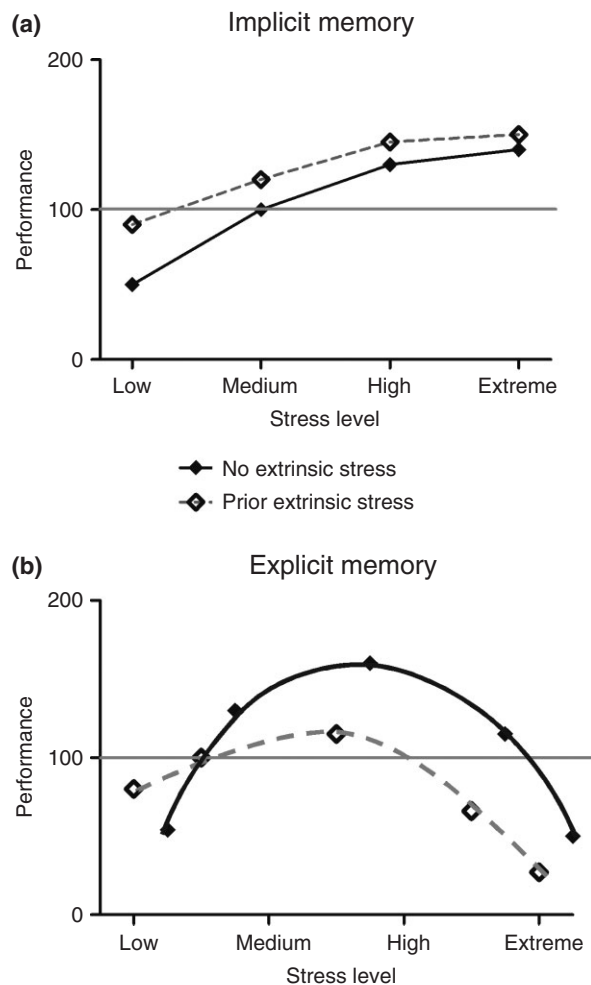 (a) Implicit memory
200
100
0
Performance
Low Medium High Extreme
Stress level
No extrinsic stress
Prior extrinsic stress
(b) Explicit memory
200
100
0
Performance
Low Medium High Extreme
Stress level